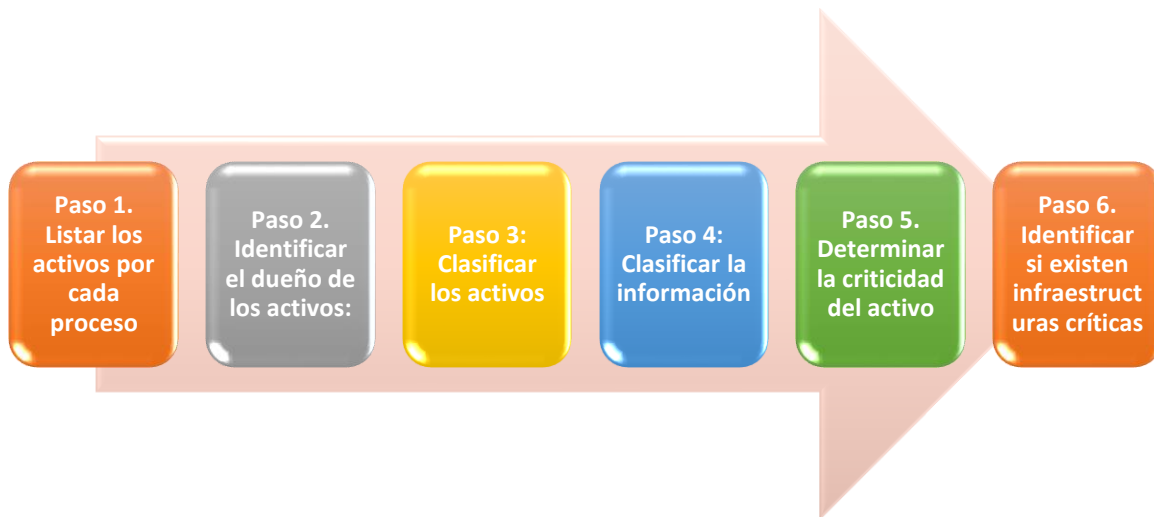 Paso 1.
Listar los
activos por
cada
proceso
Paso 2.
Identificar
el dueño de
los activos:
Paso 3:
Clasificar
los activos
Paso 4:
Clasificar la
información
Paso 5.
Determinar
la criticidad
del activo
Paso 6.
Identificar
si existen
infraestruct
uras críticas